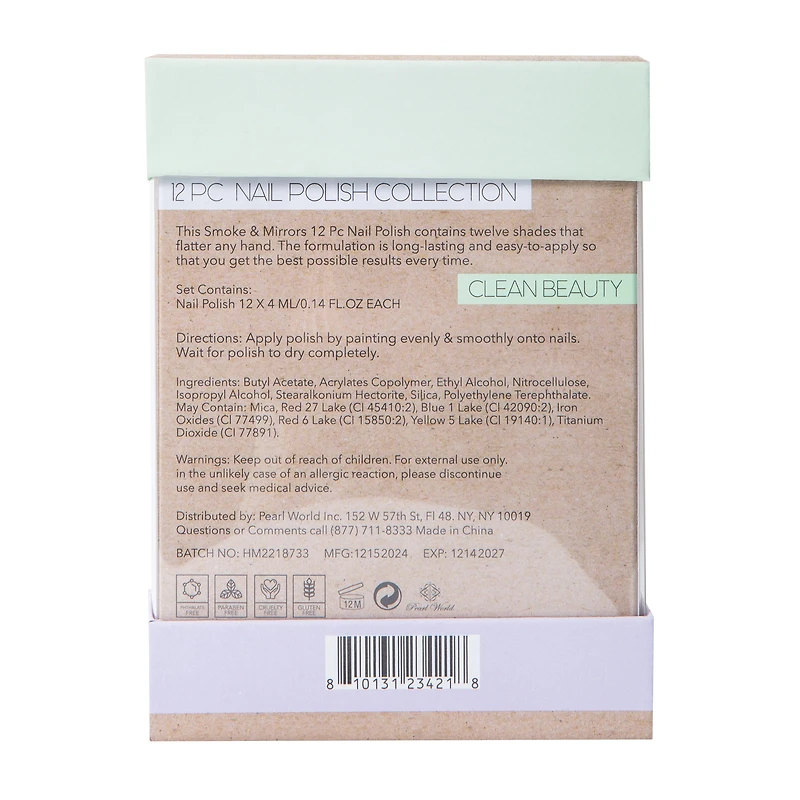 12 PC NAIL POLISH COLLECTION
This Smoke & Mirrors 12 Pc Nail Polish contains twelve shades that
flatter any hand. The formulation is long-lasting and easy-to-apply so
that you get the best possible results every time.
CLEAN BEAUTY
Set Contains:
Nail Polish 12 X 4 ML/0.14 FL.OZ EACH
Directions: Apply polish by painting evenly & smoothly onto nails.
Wait for polish to dry completely.
Ingredients: Butyl Acetate, Acrylates Copolymer, Ethyl Alcohol, Nitrocellulose,
Isopropyl Alcohol, Stearalkonium Hectorite, Silica, Polyethylene Terephthalate.
May Contain: Mica, Red 27 Lake (CI 45410:2), Blue 1 Lake (CI 42090:2), Iron
Oxides (CI 77499), Red 6 Lake (CI 15850:2), Yellow 5 Lake (CI 19140:1), Titanium
Dioxide (CI 77891).
Warnings: Keep out of reach of children. For external use only.
in the unlikely case of an allergic reaction, please discontinue
use and seek medical advice.
Distributed by: Pearl World Inc. 152 W 57th St, Fl 48. NY, NY 10019
Questions or Comments call (877) 711-8333 Made in China
BATCH NO: HM2218733 MFG:12152024 EXP: 12142027
PHTHALATE FREE
PARABEN FREE
CRUELTY FREE
GLUTEN FREE
12M
Pearl World
8 10131 23421 8